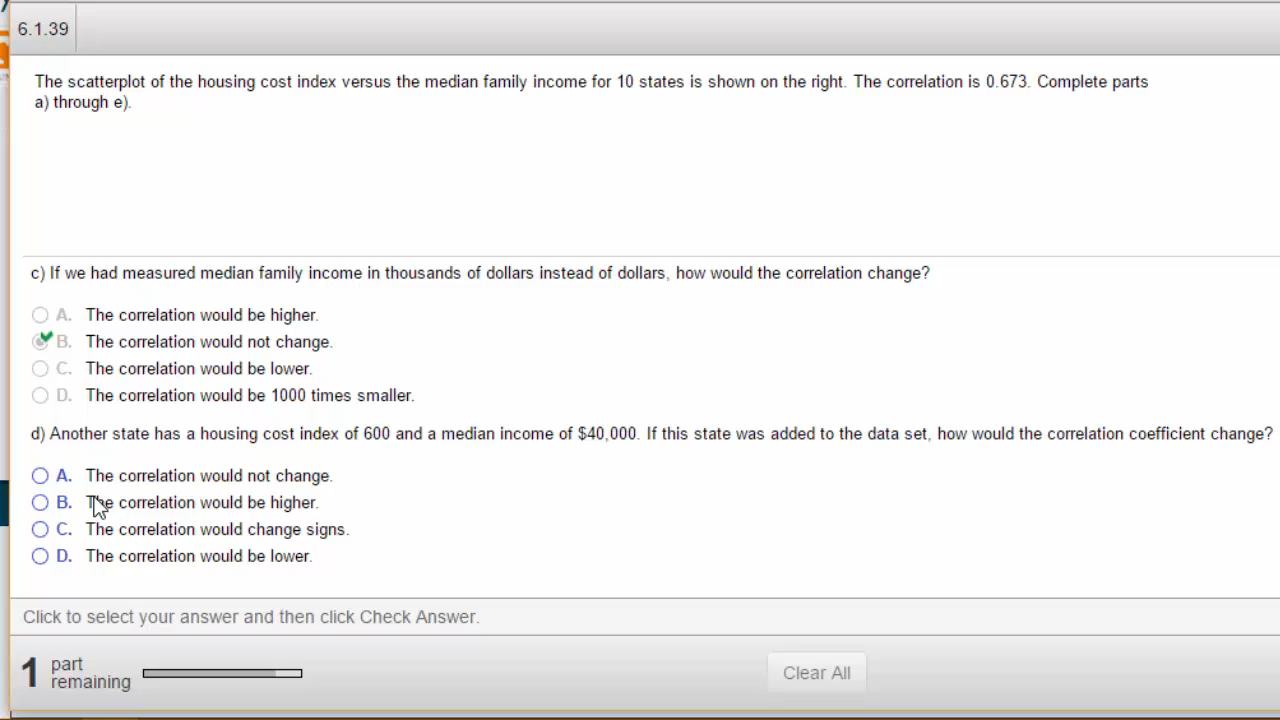 6.1.39
The scatterplot of the housing cost index versus the median family income for 10 states is shown on the right. The correlation is 0.673. Complete parts
a) through e).
c) If we had measured median family income in thousands of dollars instead of dollars, how would the correlation change?
A. The correlation would be higher.
B. The correlation would not change.
C. The correlation would be lower.
D. The correlation would be 1000 times smaller.
d) Another state has a housing cost index of 600 and a median income of $40,000. If this state was added to the data set, how would the correlation coefficient change?
A. The correlation would not change.
B. The correlation would be higher.
C. The correlation would change signs.
D. The correlation would be lower.
Click to select your answer and then click Check Answer.
1 part
remaining
Clear All